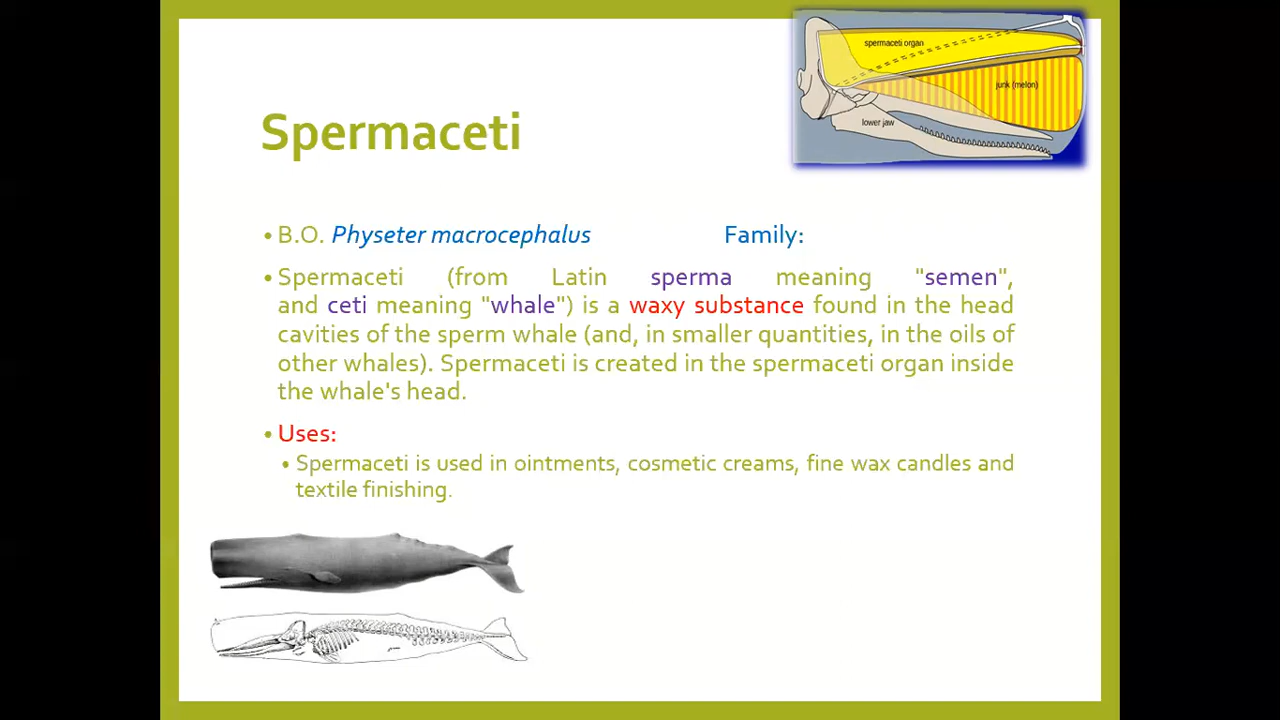 spermaceti organ
junk (melon)
lower jaw
Spermaceti
• B.O. Physeter macrocephalus Family:
• Spermaceti (from Latin sperma meaning "semen",
and ceti meaning "whale") is a waxy substance found in the head
cavities of the sperm whale (and, in smaller quantities, in the oils of
other whales). Spermaceti is created in the spermaceti organ inside
the whale's head.
• Uses:
• Spermaceti is used in ointments, cosmetic creams, fine wax candles and
textile finishing.